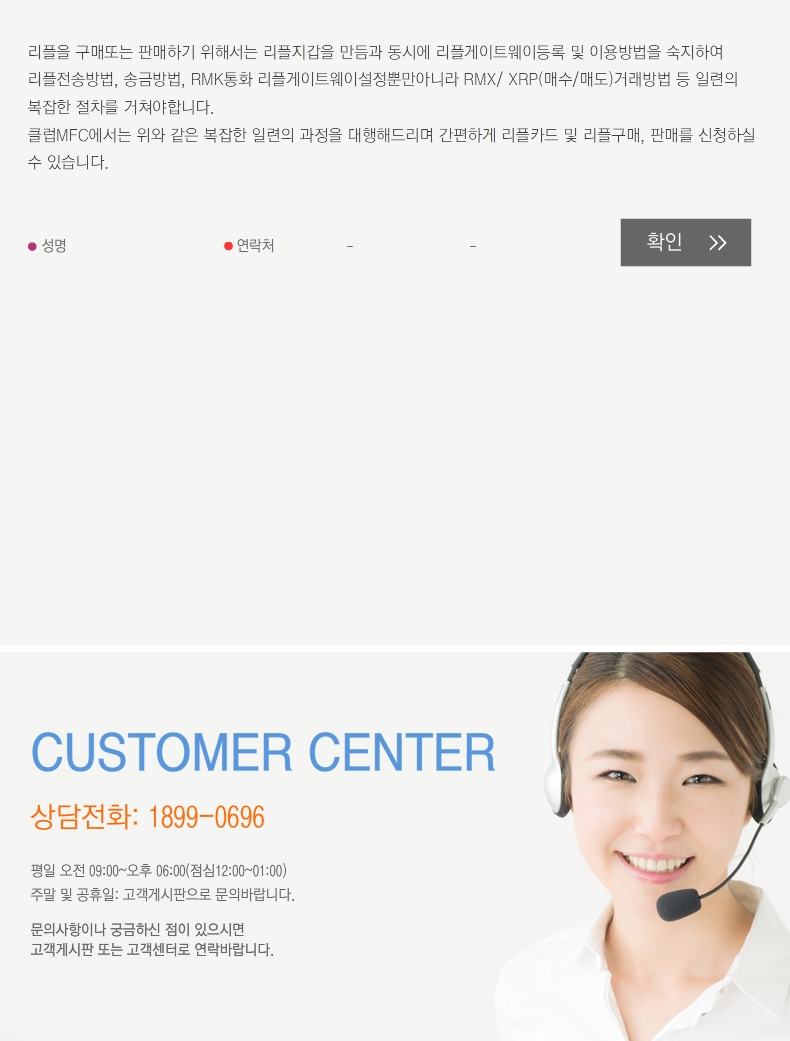 리플을 구매또는 판매하기 위해서는 리플지갑을 만듬과 동시에 리플게이트웨이등록 및 이용방법을 숙지하여
리플전송방법, 송금방법, RMK통화 리플게이트웨이설정뿐만아니라 RMX/ XRP(매수/매도)거래방법 등 일련의
복잡한 절차를 거쳐야합니다.
클럽MFC에서는 위와 같은 복잡한 일련의 과정을 대행해드리며 간편하게 리플카드 및 리플구매, 판매를 신청하실
수 있습니다.
● 성명 ● 연락처 - - 확인 »
CUSTOMER CENTER
상담전화: 1899-0696
평일 오전 09:00~오후 06:00(점심12:00~01:00)
주말 및 공휴일: 고객게시판으로 문의바랍니다.
문의사항이나 궁금하신 점이 있으시면
고객게시판 또는 고객센터로 연락바랍니다.